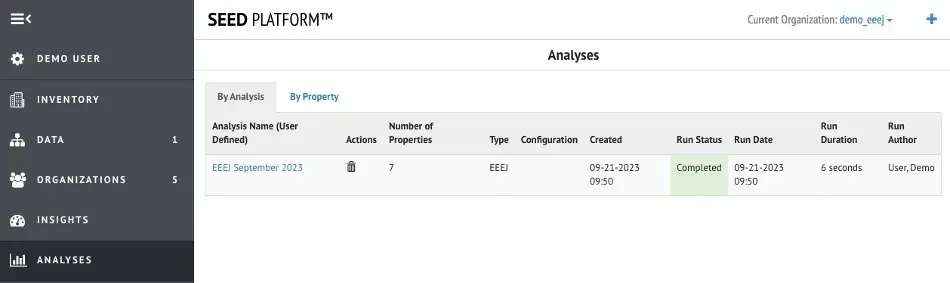 SEED PLATFORM™
Current Organization: demo_eeej
DEMO USER
INVENTORY
DATA 1
ORGANIZATIONS 5
INSIGHTS
ANALYSES
Analyses
By Analysis By Property
Analysis Name (User Defined) Actions Number of Properties Type Configuration Created Run Status Run Date Run Duration Run Author
EEEJ September 2023 7 EEEJ 09-21-2023 09:50 Completed 09-21-2023 09:50 6 seconds User, Demo